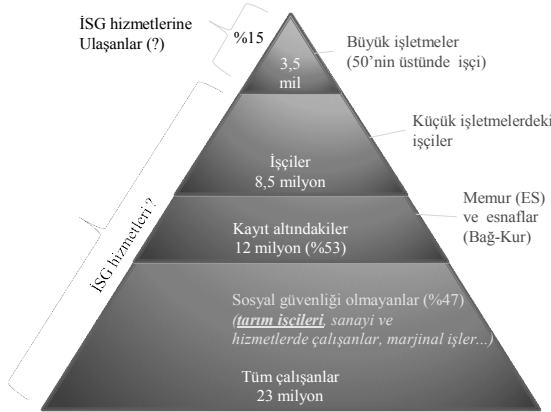 İSG hizmetlerine
Ulaşanlar (?)
%15
3,5
mil
Büyük işletmeler
(50’nin üstünde işçi)
Küçük işletmelerdeki
işçiler
İşçiler
8,5 milyon
Memur (ES)
ve esnaflar
(Bağ-Kur)
Kayıt altındakiler
12 milyon (%53)
İSG hizmetleri ?
Sosyal güvenliği olmayanlar (%47)
(tarım işçileri, sanayi ve
hizmetlerde çalışanlar, marjinal işler...)
Tüm çalışanlar
23 milyon